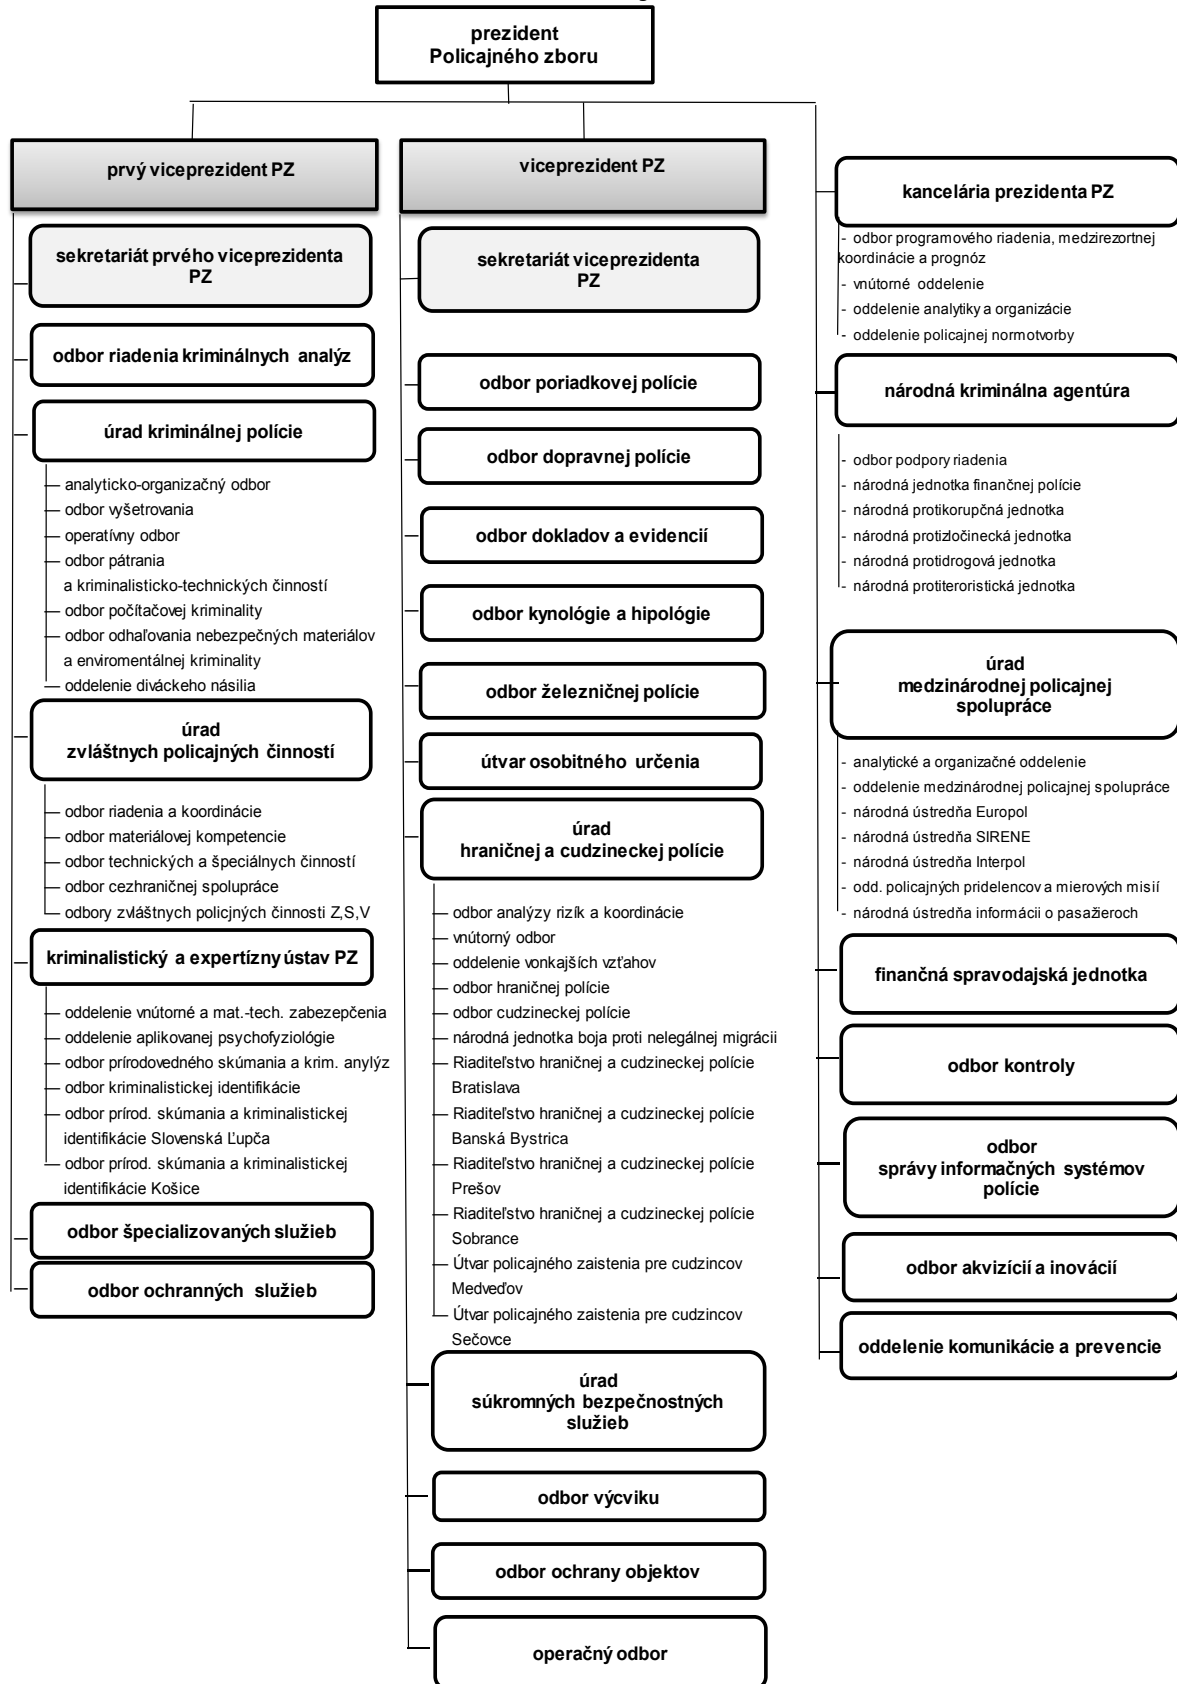 prezident
Policajného zboru
prvý viceprezident PZ
sekretariát prvého viceprezidenta
PZ
odbor riadenia kriminálnych analýz
úrad kriminálnej polície
analyticko-organizačný odbor
odbor vyšetrovania
operatívny odbor
odbor pátrania
a kriminalisticko-technických činností
odbor počítačovej kriminality
odbor odhaľovania nebezpečných materiálov
a enviromentálnej kriminality
oddelenie diváckeho násilia
úrad
zvláštnych policajných činností
odbor riadenia a koordinácie
odbor materiálovej kompetencie
odbor technických a špeciálnych činností
odbor cezhraničnej spolupráce
odbory zvláštnych policjných činnosti Z,S,V
kriminalistický a expertízny ústav PZ
oddelenie vnútorné a mat.-tech. zabezepčenia
oddelenie aplikovanej psychofyziológie
odbor prírodovedného skúmania a krim. anylýz
odbor kriminalistickej identifikácie
odbor prírod. skúmania a kriminalistickej
identifikácie Slovenská Ľupča
odbor prírod. skúmania a kriminalistickej
identifikácie Košice
odbor špecializovaných služieb
odbor ochranných služieb
viceprezident PZ
sekretariát viceprezidenta
PZ
odbor poriadkovej polície
odbor dopravnej polície
odbor dokladov a evidencií
odbor kynológie a hipológie
odbor železničnej polície
útvar osobitného určenia
úrad
hraničnej a cudzineckej polície
odbor analýzy rizík a koordinácie
vnútorný odbor
oddelenie vonkajších vzťahov
odbor hraničnej polície
odbor cudzineckej polície
národná jednotka boja proti nelegálnej migrácii
Riaditeľstvo hraničnej a cudzineckej polície
Bratislava
Riaditeľstvo hraničnej a cudzineckej polície
Banská Bystrica
Riaditeľstvo hraničnej a cudzineckej polície
Prešov
Riaditeľstvo hraničnej a cudzineckej polície
Sobrance
Útvar policajného zaistenia pre cudzincov
Medveďov
Útvar policajného zaistenia pre cudzincov
Sečovce
úrad
súkromných bezpečnostných
služieb
odbor výcviku
odbor ochrany objektov
operačný odbor
kancelária prezidenta PZ
- odbor programového riadenia, medzirezortnej
koordinácie a prognóz
- vnútorné oddelenie
- oddelenie analytiky a organizácie
- oddelenie policajnej normotvorby
národná kriminálna agentúra
- odbor podpory riadenia
- národná jednotka finančnej polície
- národná protikorupčná jednotka
- národná protizločinecká jednotka
- národná protidrogová jednotka
- národná protiteroristická jednotka
úrad
medzinárodnej policajnej
spolupráce
- analytické a organizačné oddelenie
- oddelenie medzinárodnej policajnej spolupráce
- národná ústredňa Europol
- národná ústredňa SIRENE
- národná ústredňa Interpol
- odd. policajných pridelencov a mierových misií
- národná ústredňa informácii o pasažieroch
finančná spravodajská jednotka
odbor kontroly
odbor
správy informačných systémov
polície
odbor akvizícií a inovácií
oddelenie komunikácie a prevencie